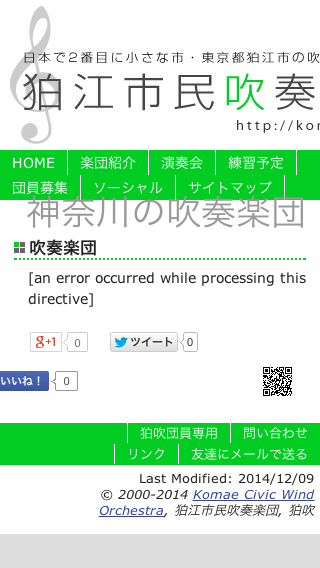 日本で2番目に小さな市・東京都狛江市の吹
狛江市民吹奏
http://kor
HOME 楽団紹介 演奏会 練習予定
団員募集 ソーシャル サイトマップ
神奈川の吹奏楽団
吹奏楽団
[an error occurred while processing this
directive]
g+1 0 ツイート 0
いいね！ 0
狛吹団員専用 問い合わせ
リンク 友達にメールで送る
Last Modified: 2014/12/09
© 2000-2014 Komae Civic Wind
Orchestra, 狛江市民吹奏楽団, 狛吹